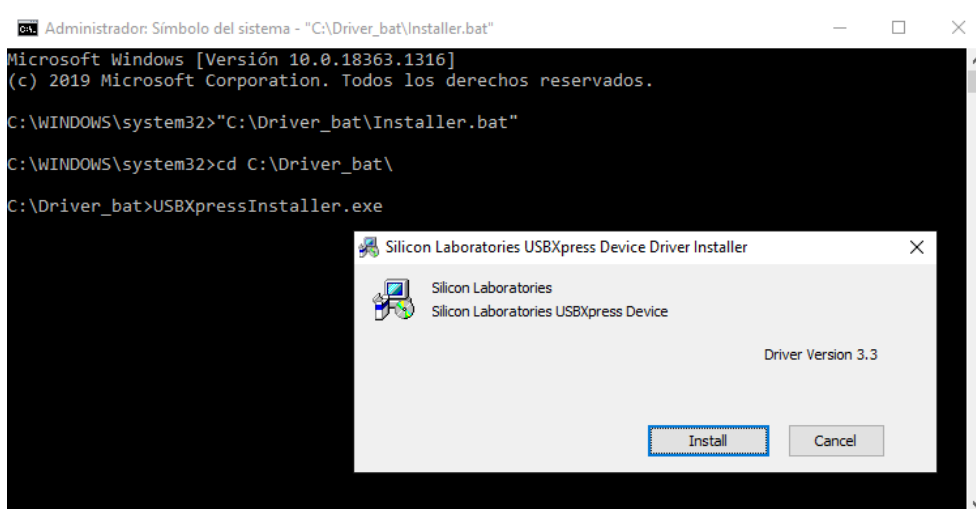 Administrador: Símbolo del sistema - "C:\Driver_bat\Installer.bat"
Microsoft Windows [Versión 10.0.18363.1316]
(c) 2019 Microsoft Corporation. Todos los derechos reservados.
C:\WINDOWS\system32>"C:\Driver_bat\Installer.bat"
C:\WINDOWS\system32>cd C:\Driver_bat\
C:\Driver_bat>USBXpressInstaller.exe
Silicon Laboratories USBXpress Device Driver Installer
Silicon Laboratories
Silicon Laboratories USBXpress Device
Driver Version 3.3
Install Cancel